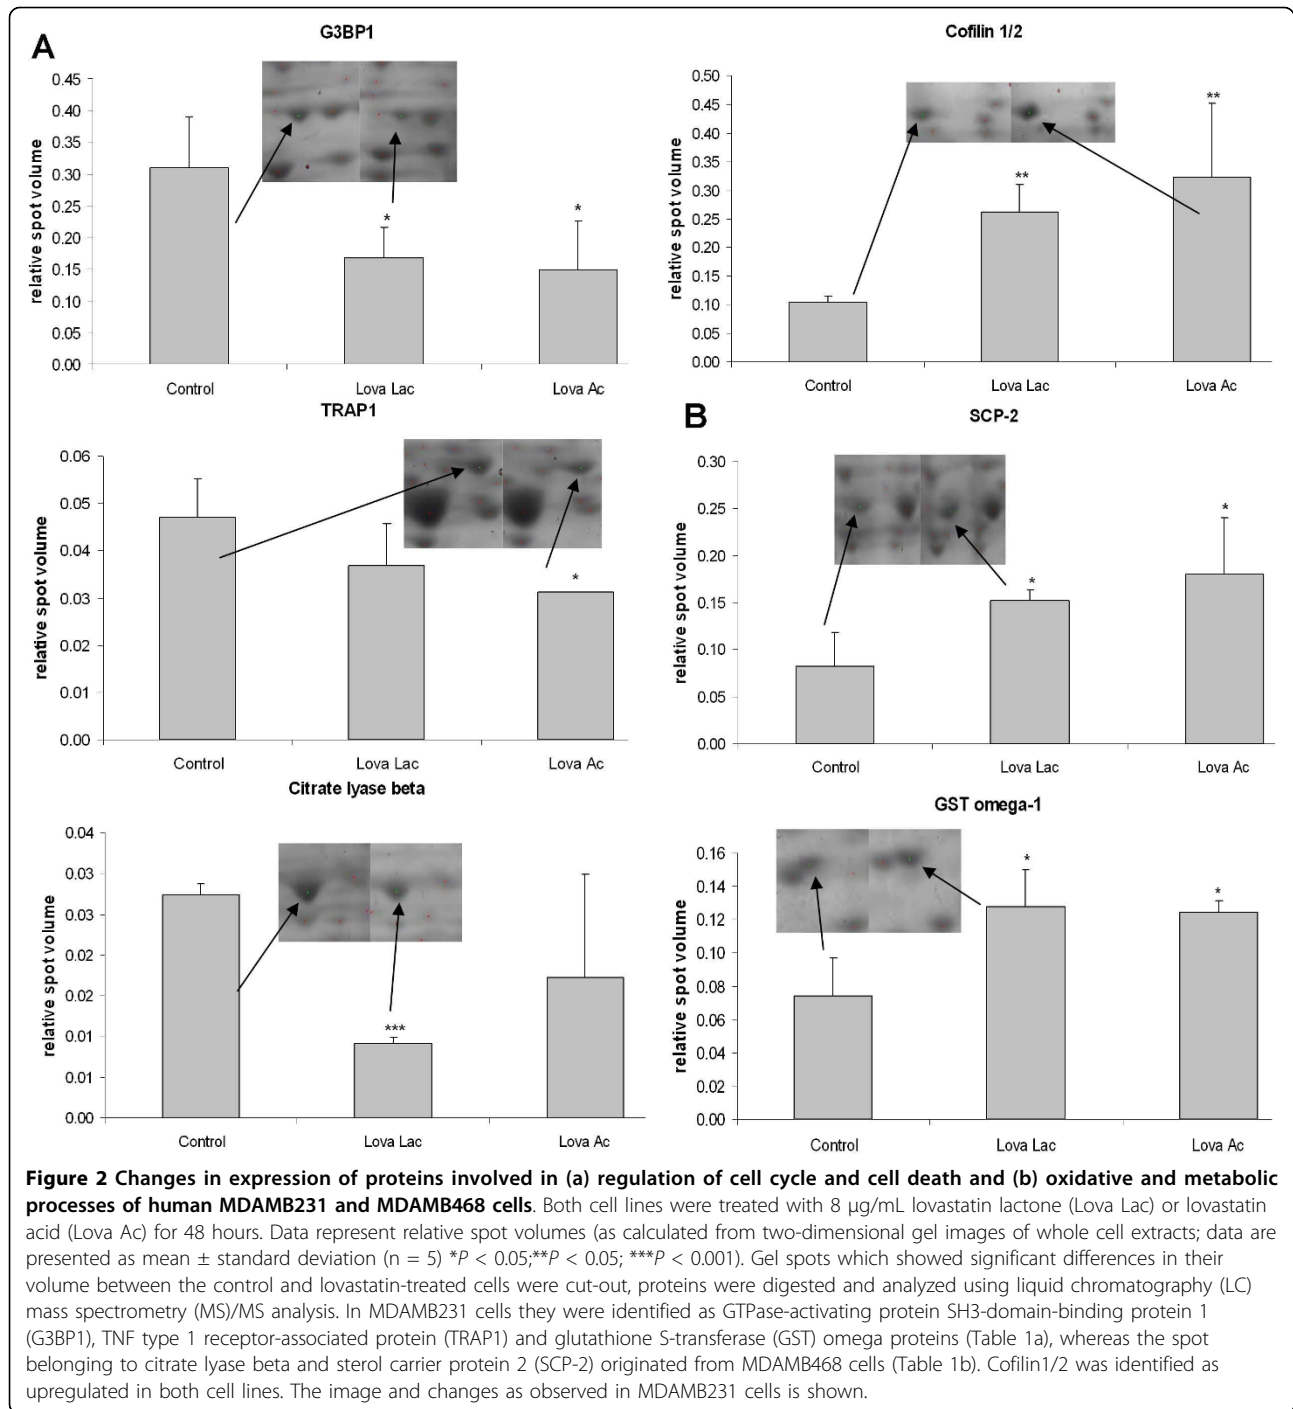 A
G3BP1
relative spot volume
0.45
0.40
0.35
0.30
0.25
0.20
0.15
0.10
0.05
0.00
*
*
Control
Lova Lac
Lova Ac
Cofilin 1/2
relative spot volume
0.50
0.45
0.40
0.35
0.30
0.25
0.20
0.15
0.10
0.05
0.00
**
**
Control
Lova Lac
Lova Ac
TRAP1
relative spot volume
0.06
0.05
0.04
0.03
0.02
0.01
0.00
*
Control
Lova Lac
Lova Ac
B
SCP-2
relative spot volume
0.30
0.25
0.20
0.15
0.10
0.05
0.00
*
*
Control
Lova Lac
Lova Ac
Citrate lyase beta
relative spot volume
0.04
0.03
0.03
0.02
0.02
0.01
0.01
0.00
***
Control
Lova Lac
Lova Ac
GST omega-1
relative spot volume
0.16
0.14
0.12
0.10
0.08
0.06
0.04
0.02
0.00
*
*
Control
Lova Lac
Lova Ac
Figure 2 Changes in expression of proteins involved in (a) regulation of cell cycle and cell death and (b) oxidative and metabolic
processes of human MDAMB231 and MDAMB468 cells. Both cell lines were treated with 8 μg/mL lovastatin lactone (Lova Lac) or lovastatin
acid (Lova Ac) for 48 hours. Data represent relative spot volumes (as calculated from two-dimensional gel images of whole cell extracts; data are
presented as mean ± standard deviation (n = 5) *P < 0.05;**P < 0.05; ***P < 0.001). Gel spots which showed significant differences in their
volume between the control and lovastatin-treated cells were cut-out, proteins were digested and analyzed using liquid chromatography (LC)
mass spectrometry (MS)/MS analysis. In MDAMB231 cells they were identified as GTPase-activating protein SH3-domain-binding protein 1
(G3BP1), TNF type 1 receptor-associated protein (TRAP1) and glutathione S-transferase (GST) omega proteins (Table 1a), whereas the spot
belonging to citrate lyase beta and sterol carrier protein 2 (SCP-2) originated from MDAMB468 cells (Table 1b). Cofilin1/2 was identified as
upregulated in both cell lines. The image and changes as observed in MDAMB231 cells is shown.